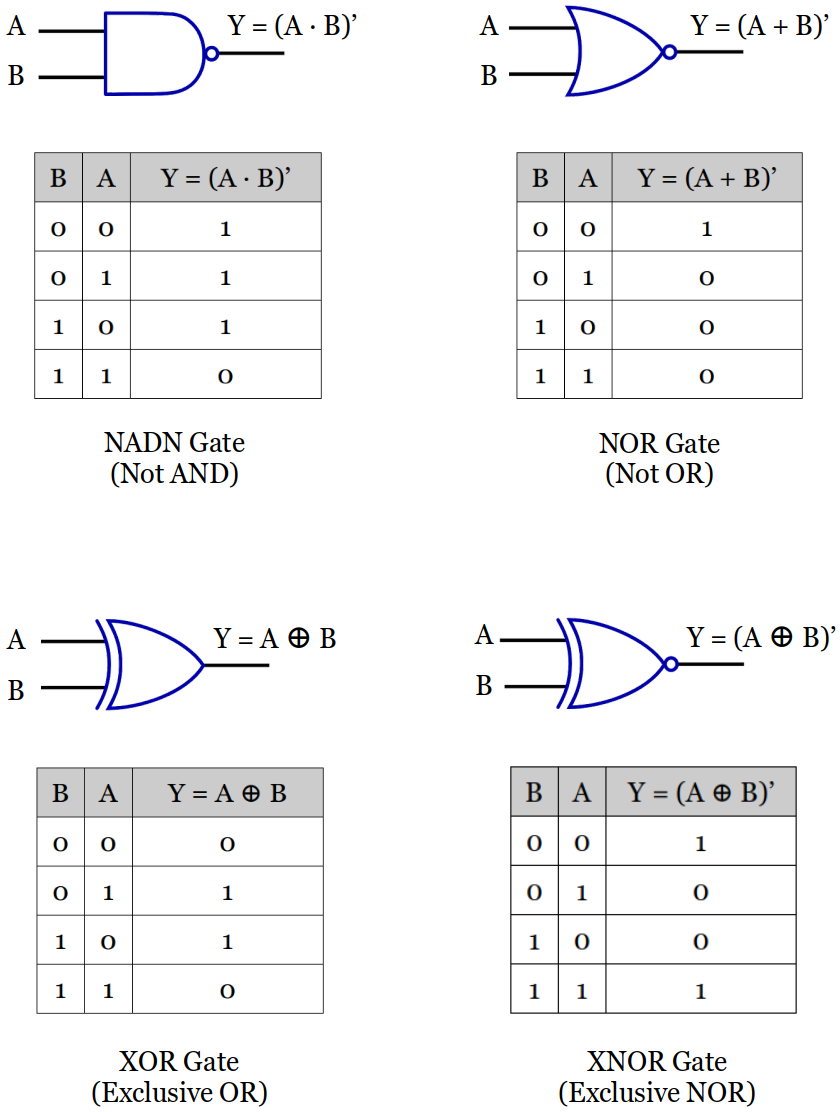 A
Y = (A · B)’
B
A
Y = (A + B)’
B
B A Y = (A · B)’
0 0 1
0 1 1
1 0 1
1 1 0
B A Y = (A + B)’
0 0 1
0 1 0
1 0 0
1 1 0
NADN Gate
(Not AND)
NOR Gate
(Not OR)
A
Y = A ⊕ B
B
A
Y = (A ⊕ B)’
B
B A Y = A ⊕ B
0 0 0
0 1 1
1 0 1
1 1 0
B A Y = (A ⊕ B)’
0 0 1
0 1 0
1 0 0
1 1 1
XOR Gate
(Exclusive OR)
XNOR Gate
(Exclusive NOR)